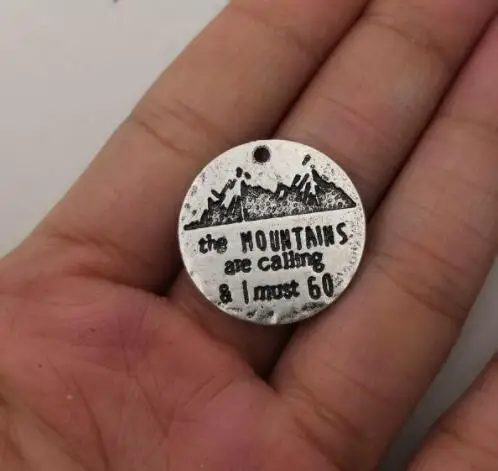 the MOUNTAINS
are calling
& I must GO